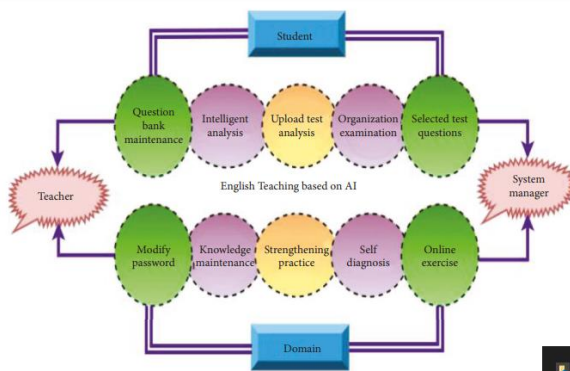 Student
Question
bank
maintenance
Intelligent
analysis
Upload test
analysis
Organization
examination
Selected test
questions
Teacher
English Teaching based on AI
System
manager
Modify
password
Knowledge
maintenance
Strengthening
practice
Self
diagnosis
Online
exercise
Domain